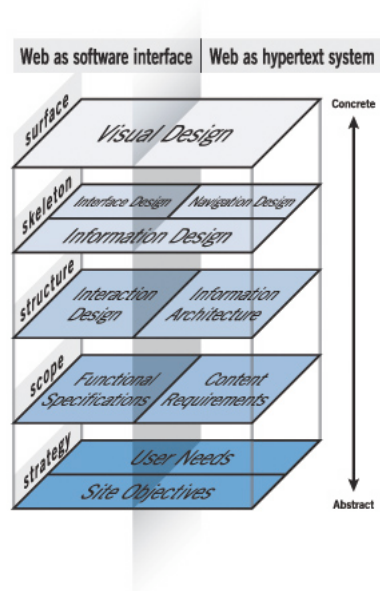 Web as software interface
Web as hypertext system
Concrete
surface
Visual Design
skeleton
Interface Design
Navigation Design
Information Design
structure
Interaction
Design
Information
Architecture
scope
Functional
Specifications
Content
Requirements
strategy
User Needs
Site Objectives
Abstract